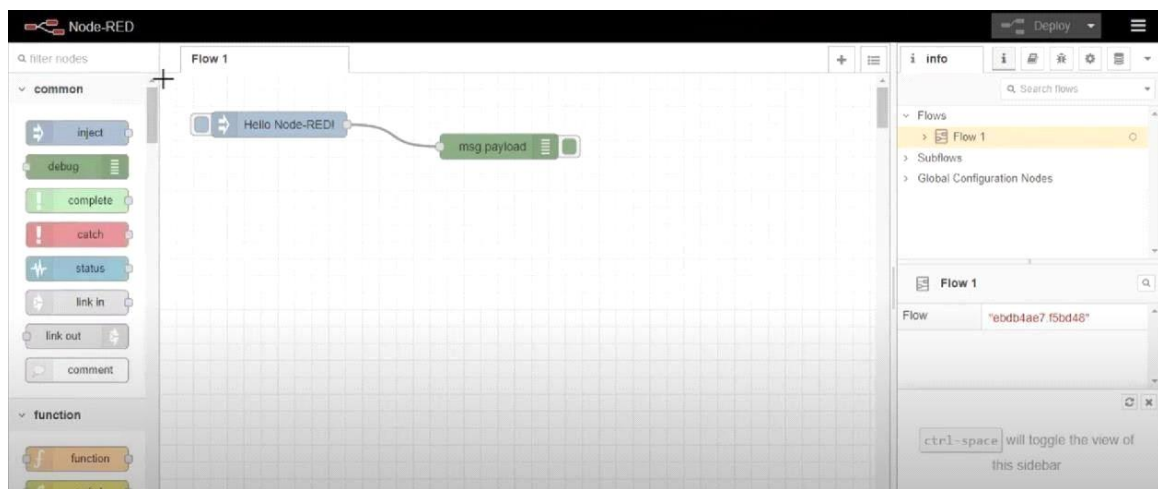 Node-RED
Deploy
filter nodes
Flow 1
info
i
Search flows
common
inject
debug
complete
catch
status
link in
link out
comment
function
function
Hello Node-RED!
msg.payload
Flows
Flow 1
Subflows
Global Configuration Nodes
Flow 1
Flow "ebdb4ae7.f5bd48"
ctrl-space will toggle the view of
this sidebar